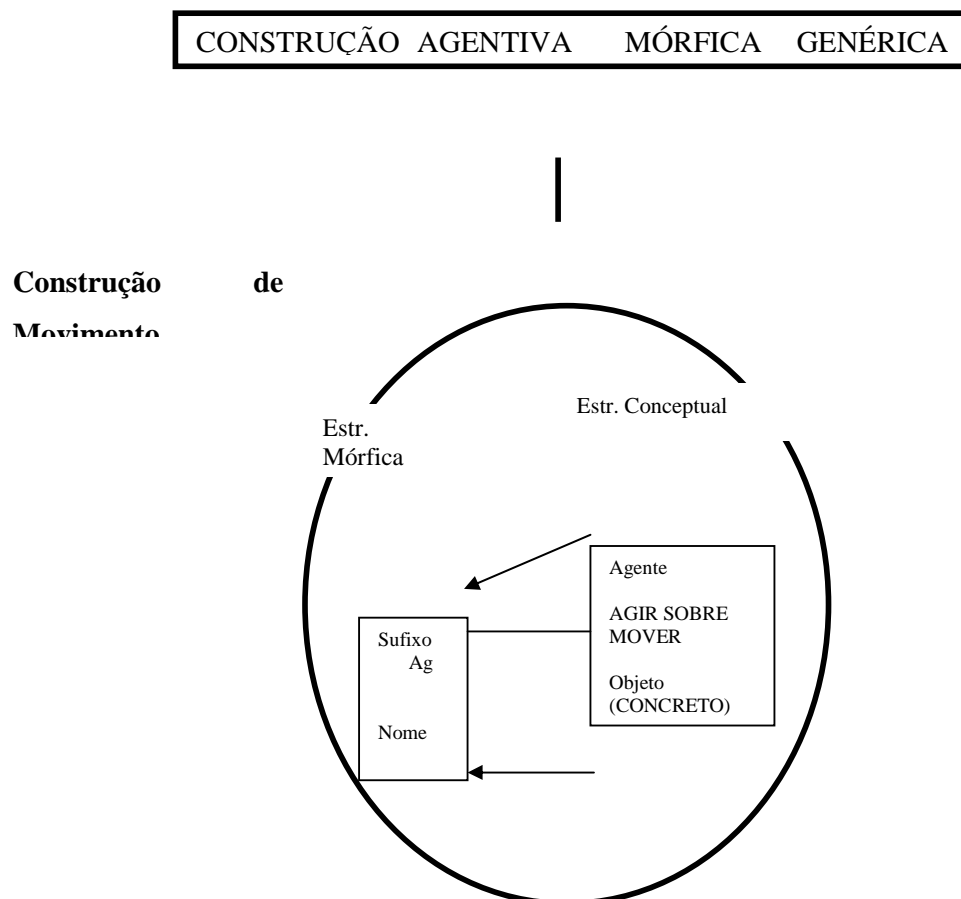 CONSTRUÇÃO AGENTIVA MÓRFICA GENÉRICA
Construção de
Movimento
Estr. Conceptual
Estr.
Mórfica
Agente
AGIR SOBRE
MOVER
Objeto
(CONCRETO)
Sufixo
Ag
Nome